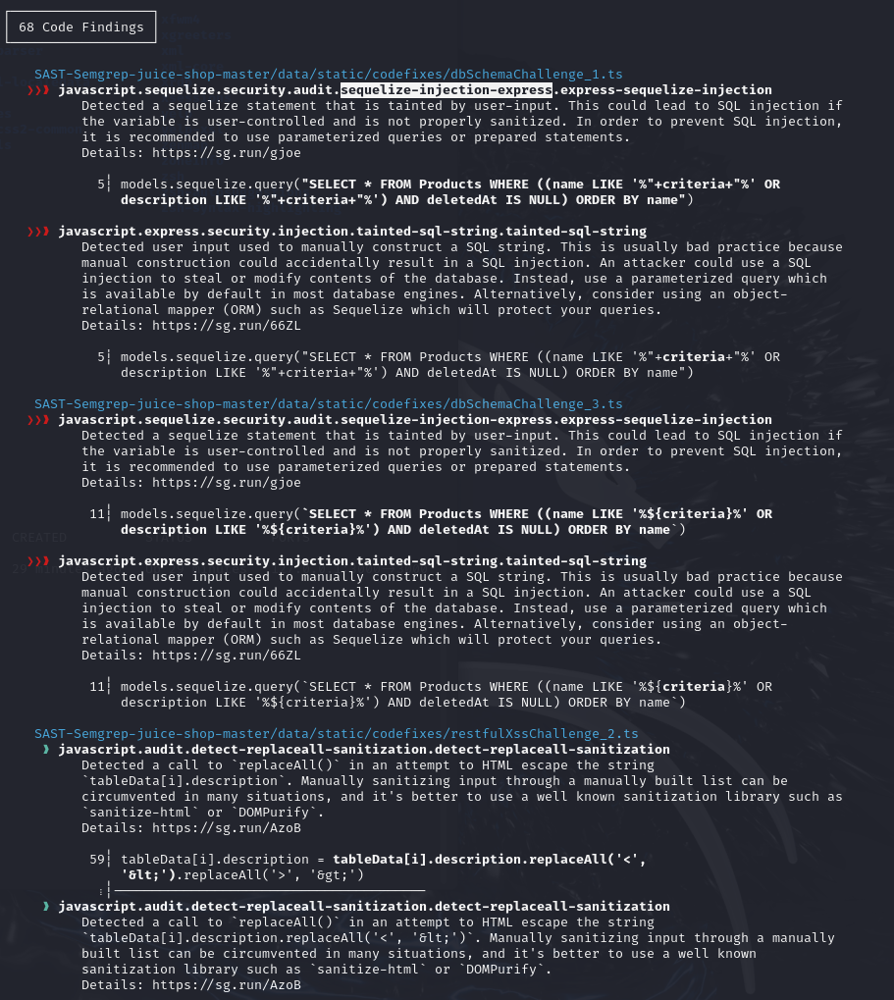 68 Code Findings
SAST-Semgrep-juice-shop-master/data/static/codefixes/dbSchemaChallenge_1.ts
❯❯❱ javascript.sequelize.security.audit.sequelize-injection-express.express-sequelize-injection
Detected a sequelize statement that is tainted by user-input. This could lead to SQL injection if
the variable is user-controlled and is not properly sanitized. In order to prevent SQL injection,
it is recommended to use parameterized queries or prepared statements.
Details: https://sg.run/gjoe
5┆ models.sequelize.query("SELECT * FROM Products WHERE ((name LIKE '%"+criteria+"%' OR
description LIKE '%"+criteria+"%') AND deletedAt IS NULL) ORDER BY name")
❯❯❱ javascript.express.security.injection.tainted-sql-string.tainted-sql-string
Detected user input used to manually construct a SQL string. This is usually bad practice because
manual construction could accidentally result in a SQL injection. An attacker could use a SQL
injection to steal or modify contents of the database. Instead, use a parameterized query which
is available by default in most database engines. Alternatively, consider using an object-
relational mapper (ORM) such as Sequelize which will protect your queries.
Details: https://sg.run/66ZL
5┆ models.sequelize.query("SELECT * FROM Products WHERE ((name LIKE '%"+criteria+"%' OR
description LIKE '%"+criteria+"%') AND deletedAt IS NULL) ORDER BY name")
SAST-Semgrep-juice-shop-master/data/static/codefixes/dbSchemaChallenge_3.ts
❯❯❱ javascript.sequelize.security.audit.sequelize-injection-express.express-sequelize-injection
Detected a sequelize statement that is tainted by user-input. This could lead to SQL injection if
the variable is user-controlled and is not properly sanitized. In order to prevent SQL injection,
it is recommended to use parameterized queries or prepared statements.
Details: https://sg.run/gjoe
11┆ models.sequelize.query(`SELECT * FROM Products WHERE ((name LIKE '%${criteria}%' OR
description LIKE '%${criteria}%') AND deletedAt IS NULL) ORDER BY name`)
❯❯❱ javascript.express.security.injection.tainted-sql-string.tainted-sql-string
Detected user input used to manually construct a SQL string. This is usually bad practice because
manual construction could accidentally result in a SQL injection. An attacker could use a SQL
injection to steal or modify contents of the database. Instead, use a parameterized query which
is available by default in most database engines. Alternatively, consider using an object-
relational mapper (ORM) such as Sequelize which will protect your queries.
Details: https://sg.run/66ZL
11┆ models.sequelize.query(`SELECT * FROM Products WHERE ((name LIKE '%${criteria}%' OR
description LIKE '%${criteria}%') AND deletedAt IS NULL) ORDER BY name`)
SAST-Semgrep-juice-shop-master/data/static/codefixes/restfulXssChallenge_2.ts
❱ javascript.audit.detect-replaceall-sanitization.detect-replaceall-sanitization
Detected a call to `replaceAll()` in an attempt to HTML escape the string
`tableData[i].description`. Manually sanitizing input through a manually built list can be
circumvented in many situations, and it's better to use a well known sanitization library such as
`sanitize-html` or `DOMPurify`.
Details: https://sg.run/AzoB
59┆ tableData[i].description = tableData[i].description.replaceAll('<',
'&lt;').replaceAll('>', '&gt;')
❱ javascript.audit.detect-replaceall-sanitization.detect-replaceall-sanitization
Detected a call to `replaceAll()` in an attempt to HTML escape the string
`tableData[i].description.replaceAll('<', '&lt;')`. Manually sanitizing input through a manually
built list can be circumvented in many situations, and it's better to use a well known
sanitization library such as `sanitize-html` or `DOMPurify`.
Details: https://sg.run/AzoB